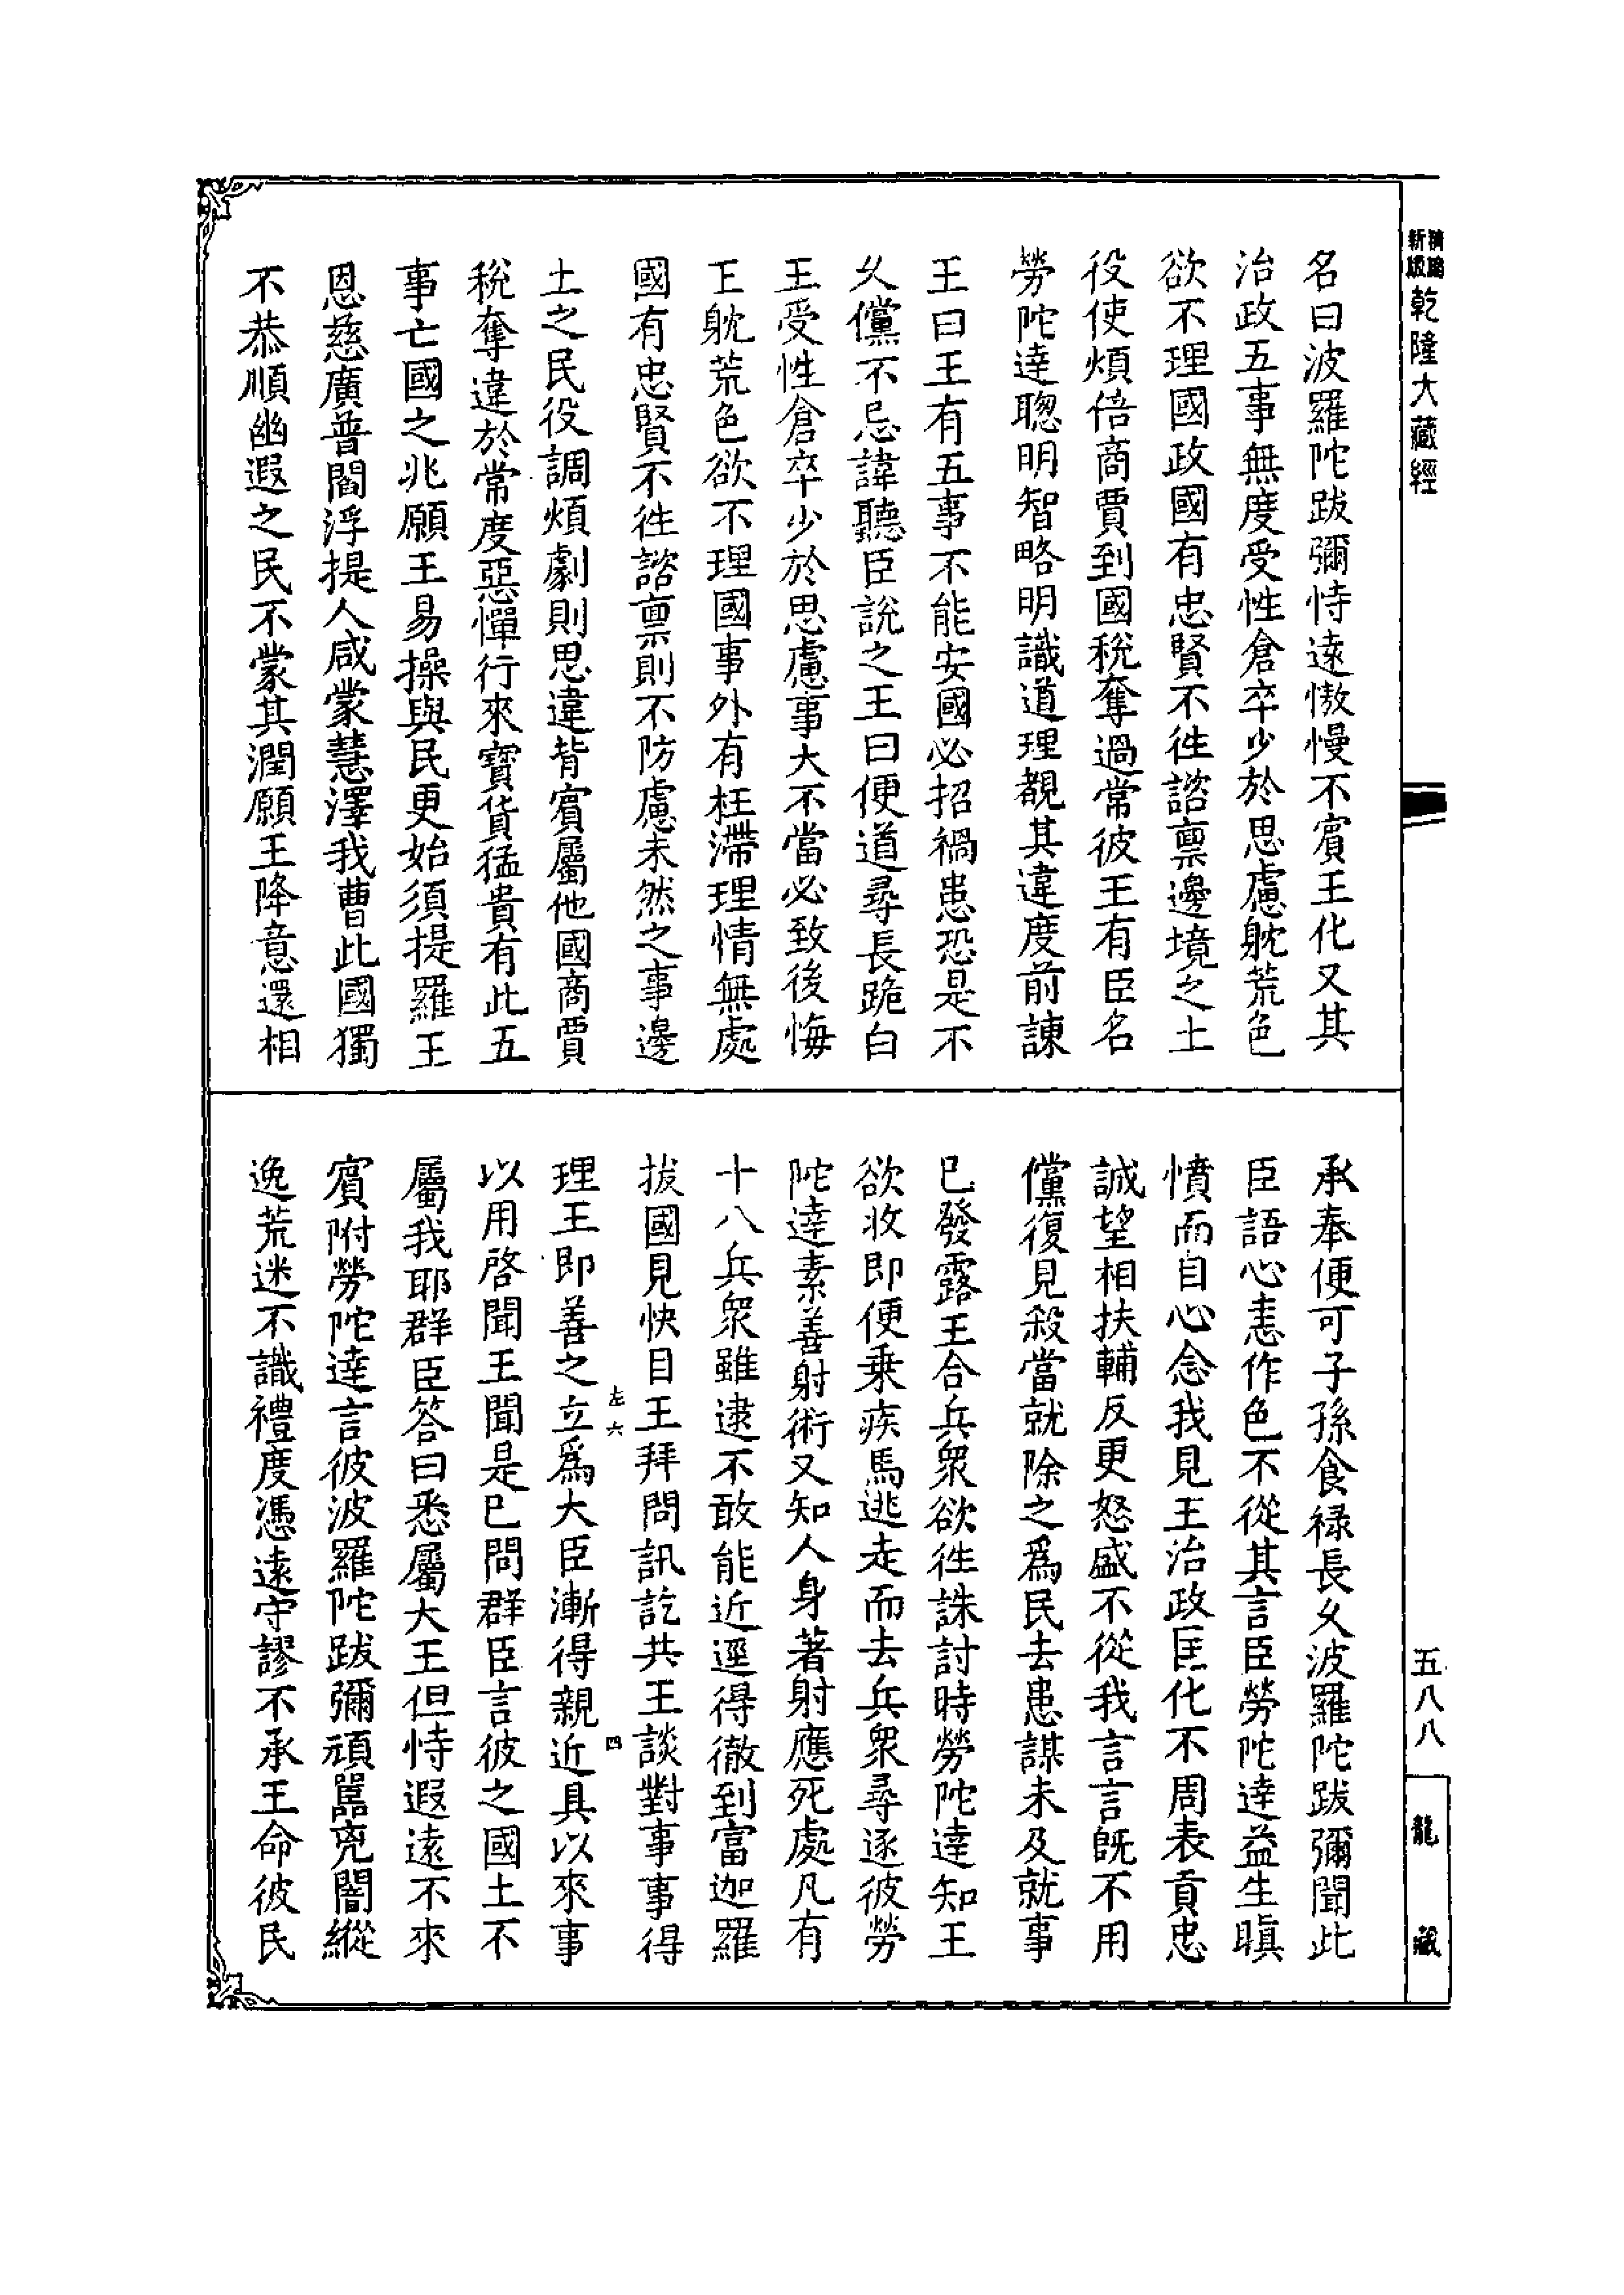 精縮
新版
乾隆大藏經
名曰波羅陀跋彌恃遠慠慢不賓王化又其
治政五事無度受性倉卒少於思慮躭荒色
欲不理國政國有忠賢不往諮稟邊境之土
役使煩倍商賈到國稅奪過常彼王有臣名
勞陀達聰明智略明識道理覩其違度前諫
王曰王有五事不能安國必招禍患恐是不
久儻不忌諱聽臣說之王曰便道尋長跪白
王受性倉卒少於思慮事大不當必致後悔
王躭荒色欲不理國事外有枉滯理情無處
國有忠賢不往諮稟則不防慮未然之事邊
土之民役調煩劇則思違背賓屬他國商賈
稅奪違於常度惡憚行來寶貨猛貴有此五
事亡國之兆願王易操與民更始須提羅王
恩慈廣普閻浮提人咸蒙慧澤我曹此國獨
不恭順幽遐之民不蒙其潤願王降意還相
承奉便可子孫食祿長久波羅陀跋彌聞此
臣語心恚作色不從其言臣勞陀達益生瞋
憤而自心念我見王治政匡化不周表貢忠
誠望相扶輔反更怒盛不從我言言旣不用
儻復見殺當就除之爲民去患謀未及就事
已發露王合兵衆欲往誅討時勞陀達知王
欲收即便乗疾馬逃走而去兵衆尋逐彼勞
陀達素善射術又知人身著射應死處凡有
十八兵衆雖逮不敢能近逕得徹到富迦羅
拔國見快目王拜問訊訖共王談對事事得
左六
四
理王即善之立爲大臣漸得親近具以來事
以用啓聞王聞是已問群臣言彼之國土不
屬我耶群臣答曰悉屬大王但恃遐遠不來
賓附勞陀達言彼波羅陀跋彌頑嚚兇闇縱
逸荒迷不識禮度憑遠守謬不承王命彼民
五八八
龍藏